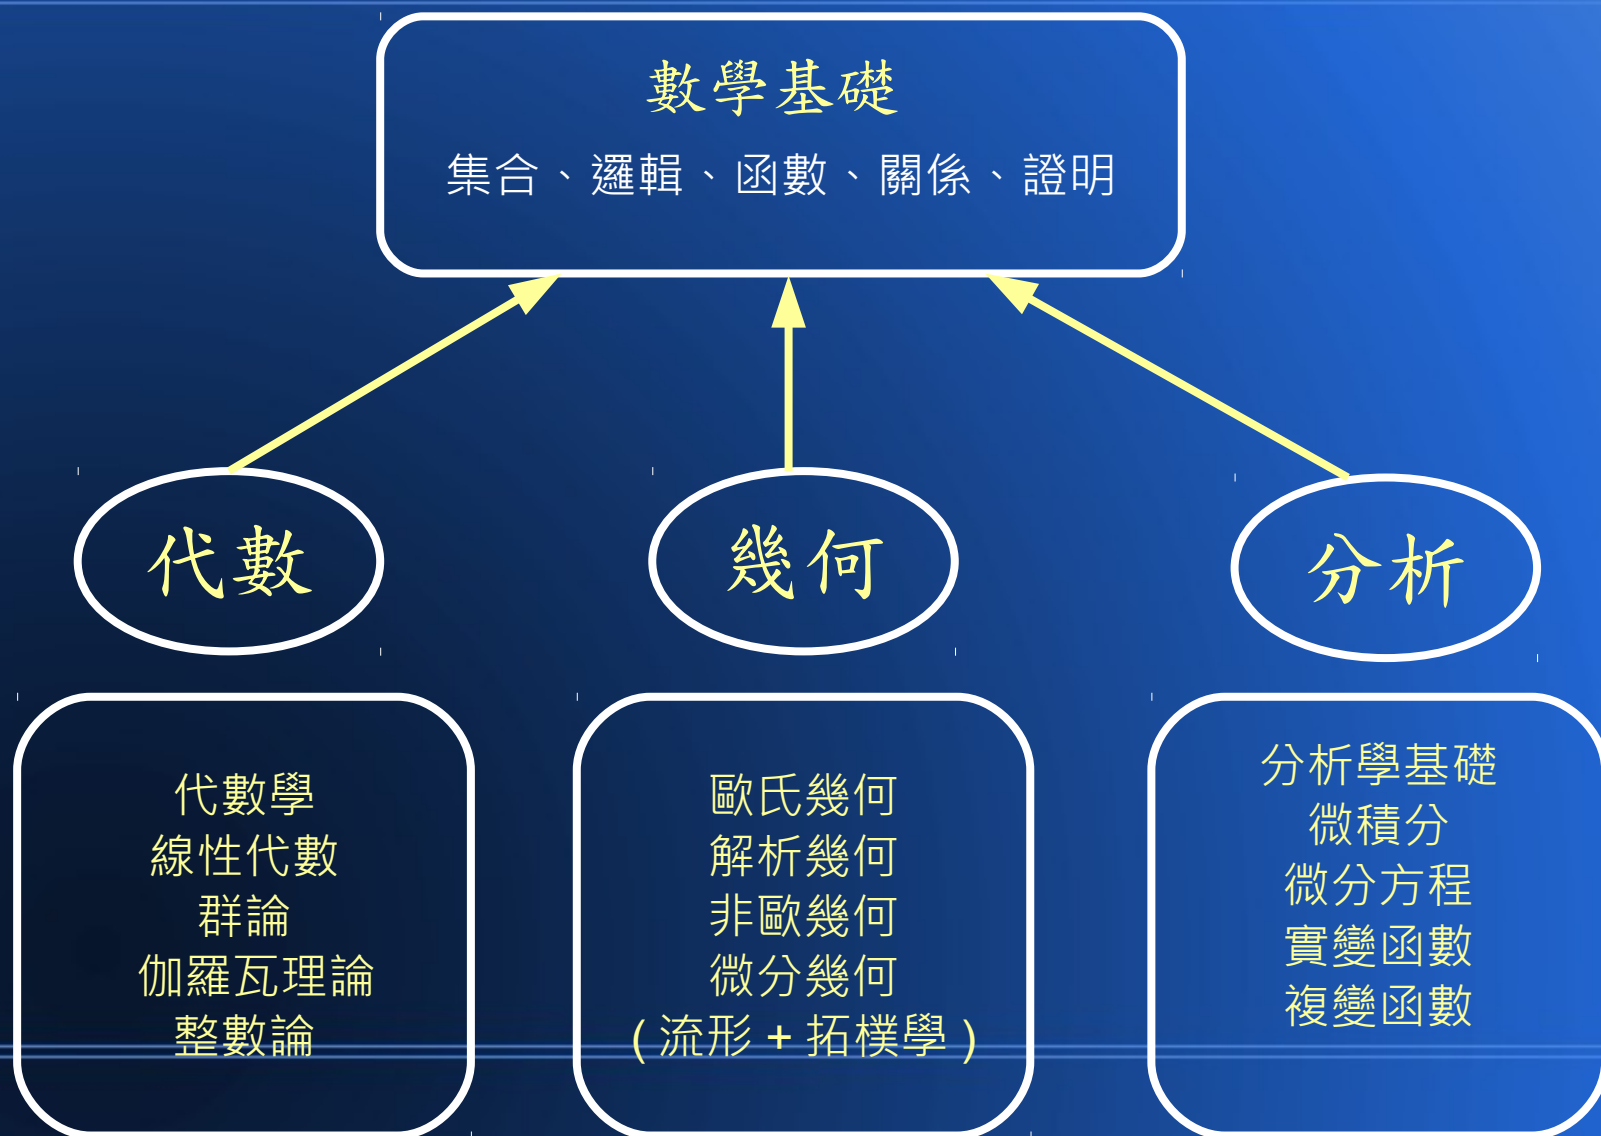 數學基礎
集合、邏輯、函數、關係、證明
代數
幾何
分析
代數學
線性代數
群論
伽羅瓦理論
整數論
歐氏幾何
解析幾何
非歐幾何
微分幾何
( 流形 + 拓樸學 )
分析學基礎
微積分
微分方程
實變函數
複變函數